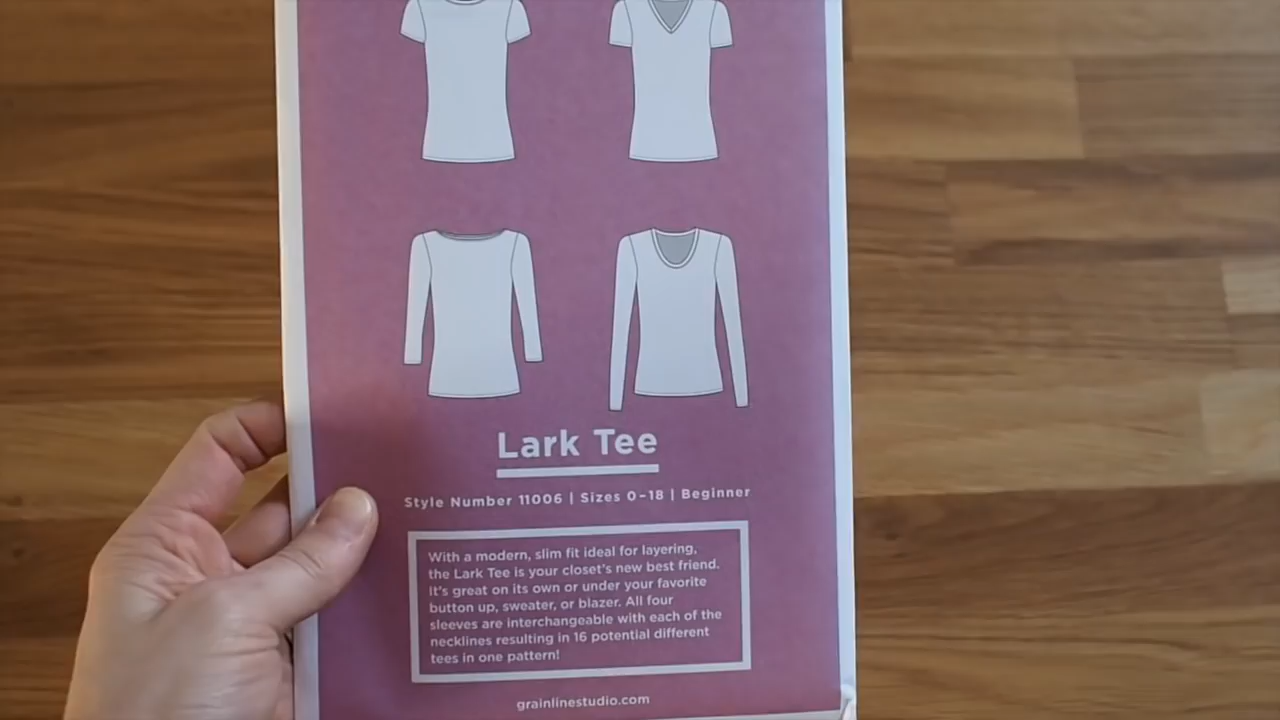 Lark Tee
Style Number 11006 | Sizes 0–18 | Beginner
With a modern, slim fit ideal for layering,
the Lark Tee is your closet's new best friend.
It's great on its own or under your favorite
button up, sweater, or blazer. All four
sleeves are interchangeable with each of the
necklines resulting in 16 potential different
tees in one pattern!
grainlinestudio.com